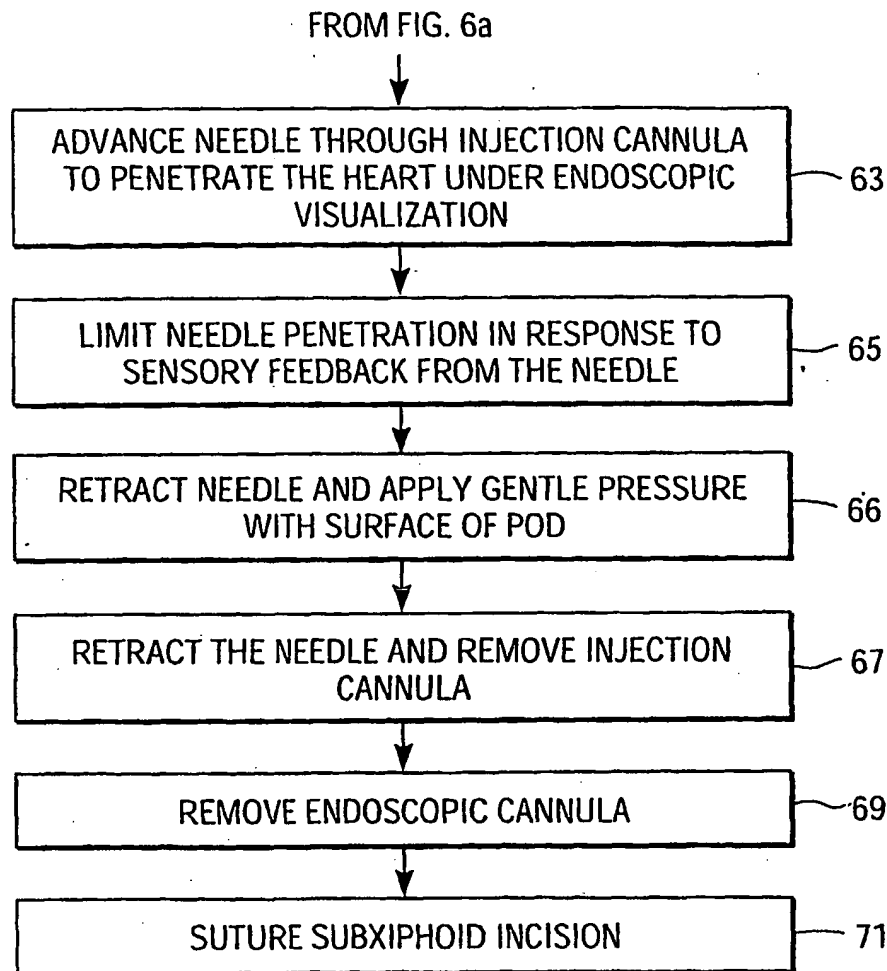 FROM FIG. 6a
ADVANCE NEEDLE THROUGH INJECTION CANNULA
TO PENETRATE THE HEART UNDER ENDOSCOPIC
VISUALIZATION
63
LIMIT NEEDLE PENETRATION IN RESPONSE TO
SENSORY FEEDBACK FROM THE NEEDLE
65
RETRACT NEEDLE AND APPLY GENTLE PRESSURE
WITH SURFACE OF POD
66
RETRACT THE NEEDLE AND REMOVE INJECTION
CANNULA
67
REMOVE ENDOSCOPIC CANNULA
69
SUTURE SUBXIPHOID INCISION
71